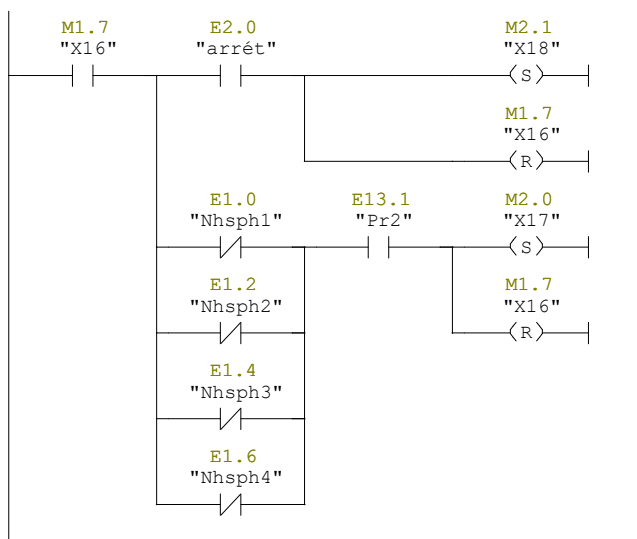 M1.7 E2.0 M2.1
"X16" "arrét" "X18"
S
M1.7
"X16"
R
E1.0 E13.1 M2.0
"Nhsph1" "Pr2" "X17"
S
E1.2 M1.7
"Nhsph2" "X16"
R
E1.4
"Nhsph3"
E1.6
"Nhsph4"